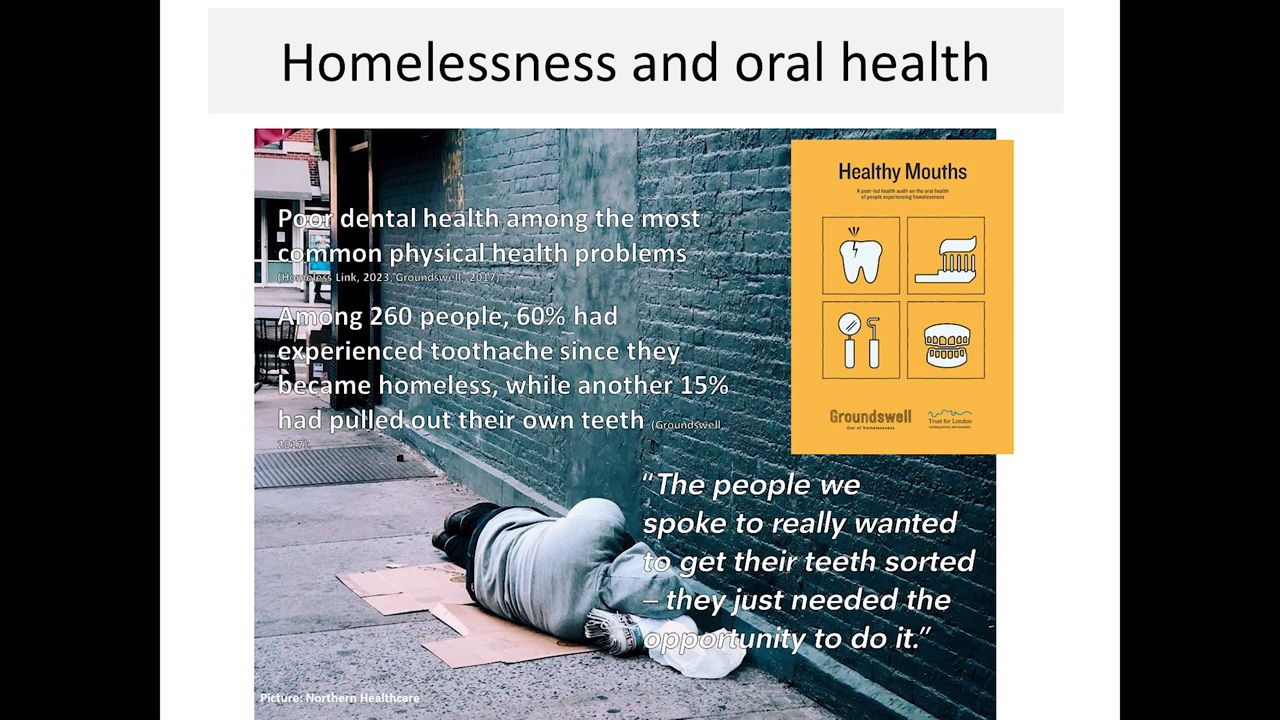 Homelessness and oral health
Poor dental health among the most
common physical health problems
(Homeless Link, 2023, Groundswell, 2017).
Among 260 people, 60% had
experienced toothache since they
became homeless, while another 15%
had pulled out their own teeth (Groundswell,
2017).
Healthy Mouths
A peer-led health audit on the oral health
of people experiencing homelessness
Groundswell
Out of homelessness
Trust for London
Tackling poverty and inequality
“The people we
spoke to really wanted
to get their teeth sorted
– they just needed the
opportunity to do it.”
Picture: Northern Healthcare